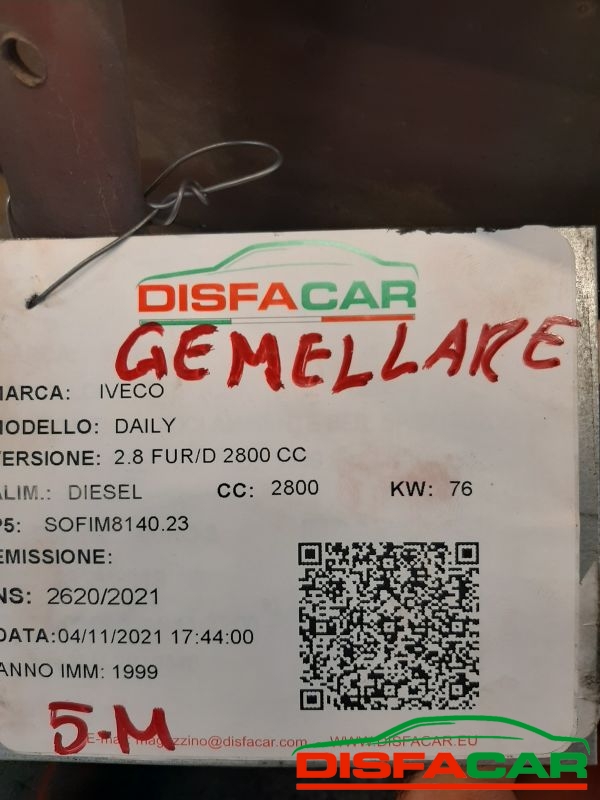 DISFACAR
GEMELLARE
MARCA: IVECO
MODELLO: DAILY
VERSIONE: 2.8 FUR/D 2800 CC
ALIM.: DIESEL CC: 2800 KW: 76
P5: SOFIM8140.23
EMISSIONE:
NS: 2620/2021
DATA:04/11/2021 17:44:00
ANNO IMM: 1999
5-M
E-mail magazzino@disfacar.com WWW.DISFACAR.EU
DISFACAR